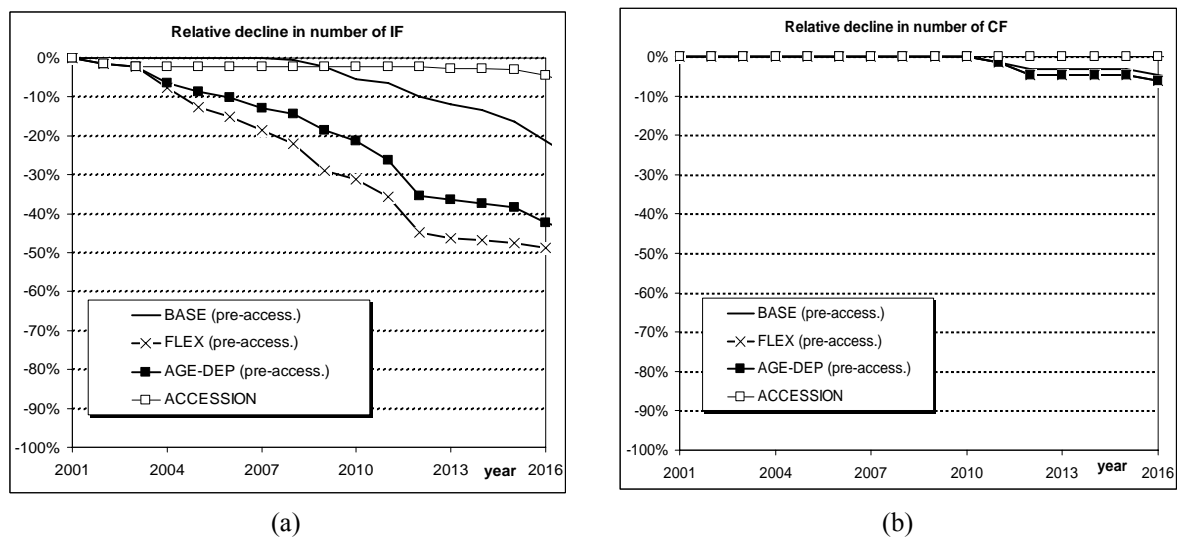 Relative decline in number of IF
0%
-10%
-20%
-30%
-40%
-50%
-60%
-70%
-80%
-90%
-100%
BASE (pre-access.)
FLEX (pre-access.)
AGE-DEP (pre-access.)
ACCESSION
2001 2004 2007 2010 2013 year 2016
(a)
Relative decline in number of CF
0%
-10%
-20%
-30%
-40%
-50%
-60%
-70%
-80%
-90%
-100%
BASE (pre-access.)
FLEX (pre-access.)
AGE-DEP (pre-access.)
ACCESSION
2001 2004 2007 2010 2013 year 2016
(b)